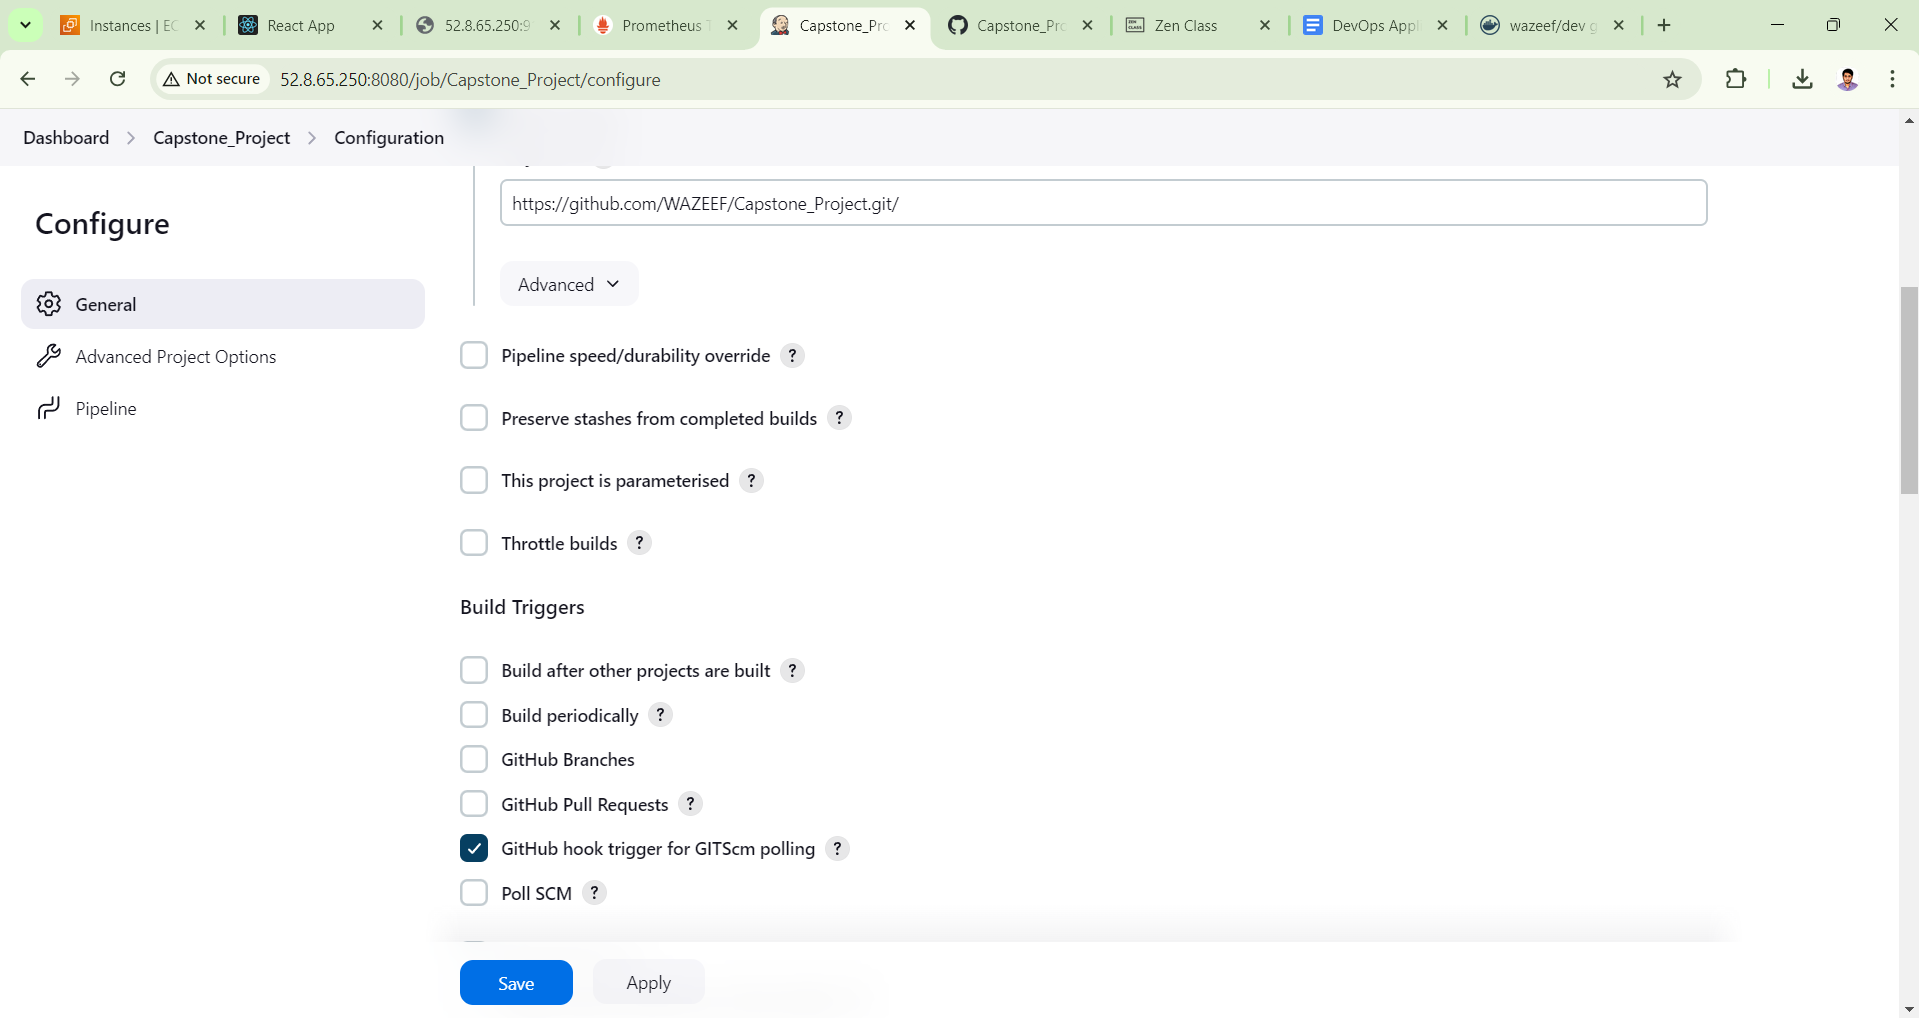 Instances | EC
React App
52.8.65.250:9
Prometheus T
Capstone_Pro
Capstone_Pro
Zen Class
DevOps Appl
wazeef/dev g
Not secure
52.8.65.250:8080/job/Capstone_Project/configure
Dashboard > Capstone_Project > Configuration
Configure
General
Advanced Project Options
Pipeline
https://github.com/WAZEEF/Capstone_Project.git/
Advanced
Pipeline speed/durability override ?
Preserve stashes from completed builds ?
This project is parameterised ?
Throttle builds ?
Build Triggers
Build after other projects are built ?
Build periodically ?
GitHub Branches
GitHub Pull Requests ?
GitHub hook trigger for GITScm polling ?
Poll SCM ?
Save
Apply